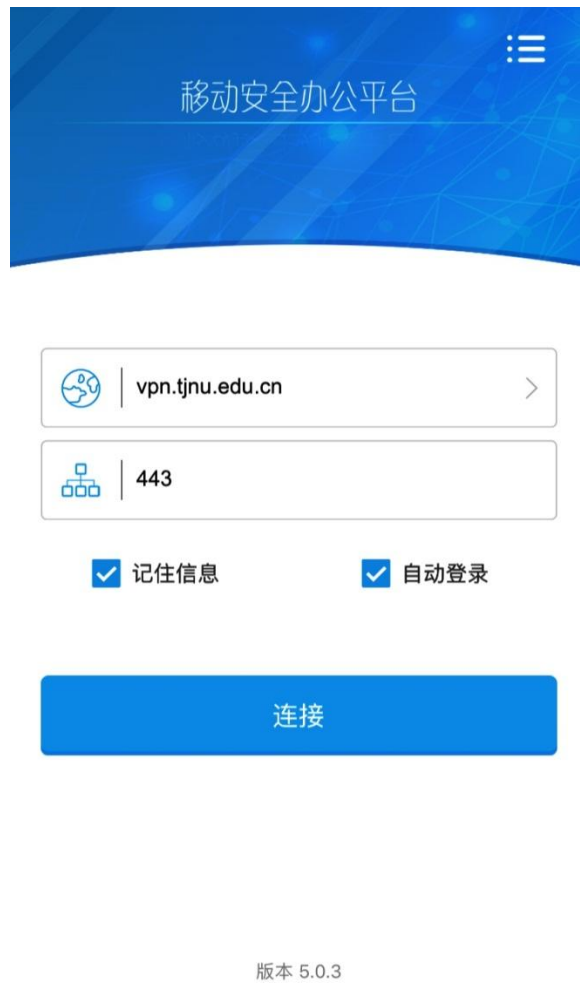 移动安全办公平台
vpn.tjnu.edu.cn
443
记住信息 自动登录
连接
版本 5.0.3